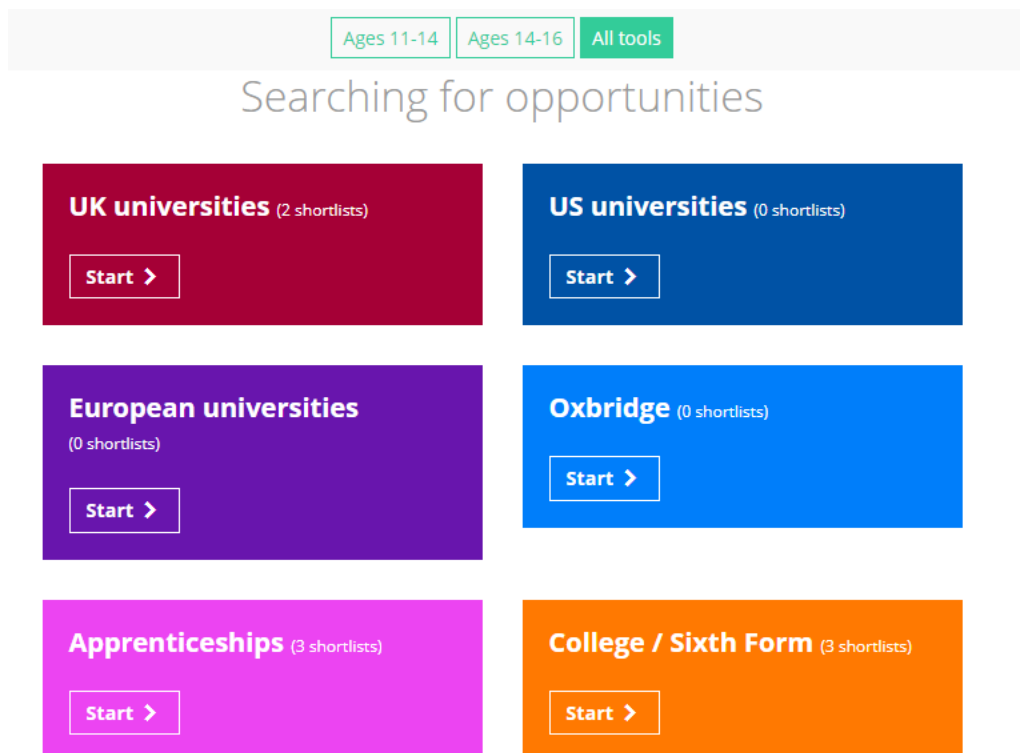 Ages 11-14 Ages 14-16 All tools
Searching for opportunities
UK universities (2 shortlists)
Start
US universities (0 shortlists)
Start
European universities
(0 shortlists)
Start
Oxbridge (0 shortlists)
Start
Apprenticeships (3 shortlists)
Start
College / Sixth Form (3 shortlists)
Start